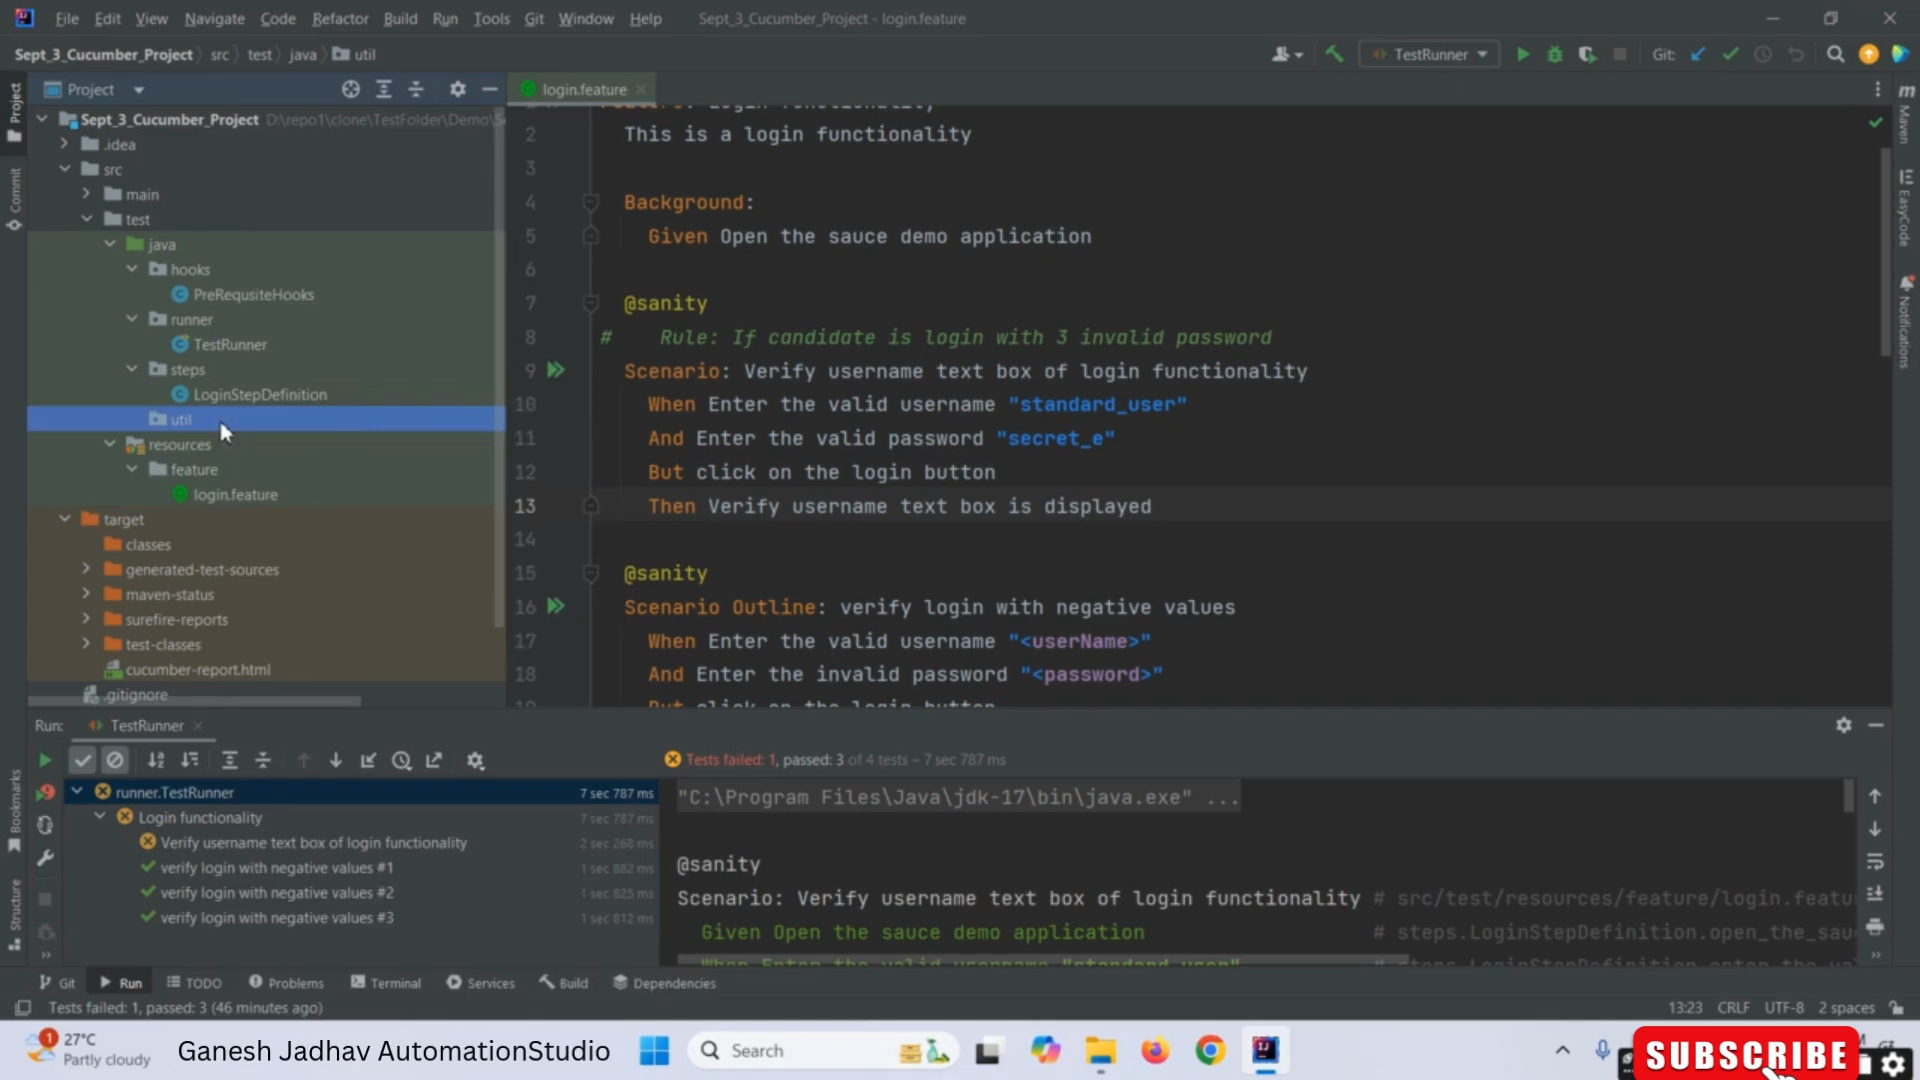 File Edit View Navigate Code Refactor Build Run Tools Git Window Help Sept_3_Cucumber_Project - login.feature
Sept_3_Cucumber_Project src test java util TestRunner Git:
Project login.feature
Sept_3_Cucumber_Project D:\repo1\clone\TestFolder\Demo\S
.idea
src
main
test
java
hooks
PreRequsiteHooks
runner
TestRunner
steps
LoginStepDefinition
util
resources
feature
login.feature
target
classes
generated-test-sources
maven-status
surefire-reports
test-classes
cucumber-report.html
.gitignore
2 This is a login functionality
3
4 Background:
5 Given Open the sauce demo application
6
7 @sanity
8 # Rule: If candidate is login with 3 invalid password
9 Scenario: Verify username text box of login functionality
10 When Enter the valid username "standard_user"
11 And Enter the valid password "secret_e"
12 But click on the login button
13 Then Verify username text box is displayed
14
15 @sanity
16 Scenario Outline: verify login with negative values
17 When Enter the valid username "<userName>"
18 And Enter the invalid password "<password>"
Project
Commit
Bookmarks
Structure
Maven
EasyCode
Notifications
Run: TestRunner
Tests failed: 1, passed: 3 of 4 tests – 7 sec 787 ms
runner.TestRunner 7 sec 787 ms
Login functionality 7 sec 787 ms
Verify username text box of login functionality 2 sec 268 ms
verify login with negative values #1 1 sec 882 ms
verify login with negative values #2 1 sec 825 ms
verify login with negative values #3 1 sec 812 ms
"C:\Program Files\Java\jdk-17\bin\java.exe" ...
@sanity
Scenario: Verify username text box of login functionality # src/test/resources/feature/login.featu
Given Open the sauce demo application # steps.LoginStepDefinition.open_the_sau
Git Run TODO Problems Terminal Services Build Dependencies
Tests failed: 1, passed: 3 (46 minutes ago) 13:23 CRLF UTF-8 2 spaces
1 27°C
Partly cloudy
Ganesh Jadhav AutomationStudio
Search
SUBSCRIBE